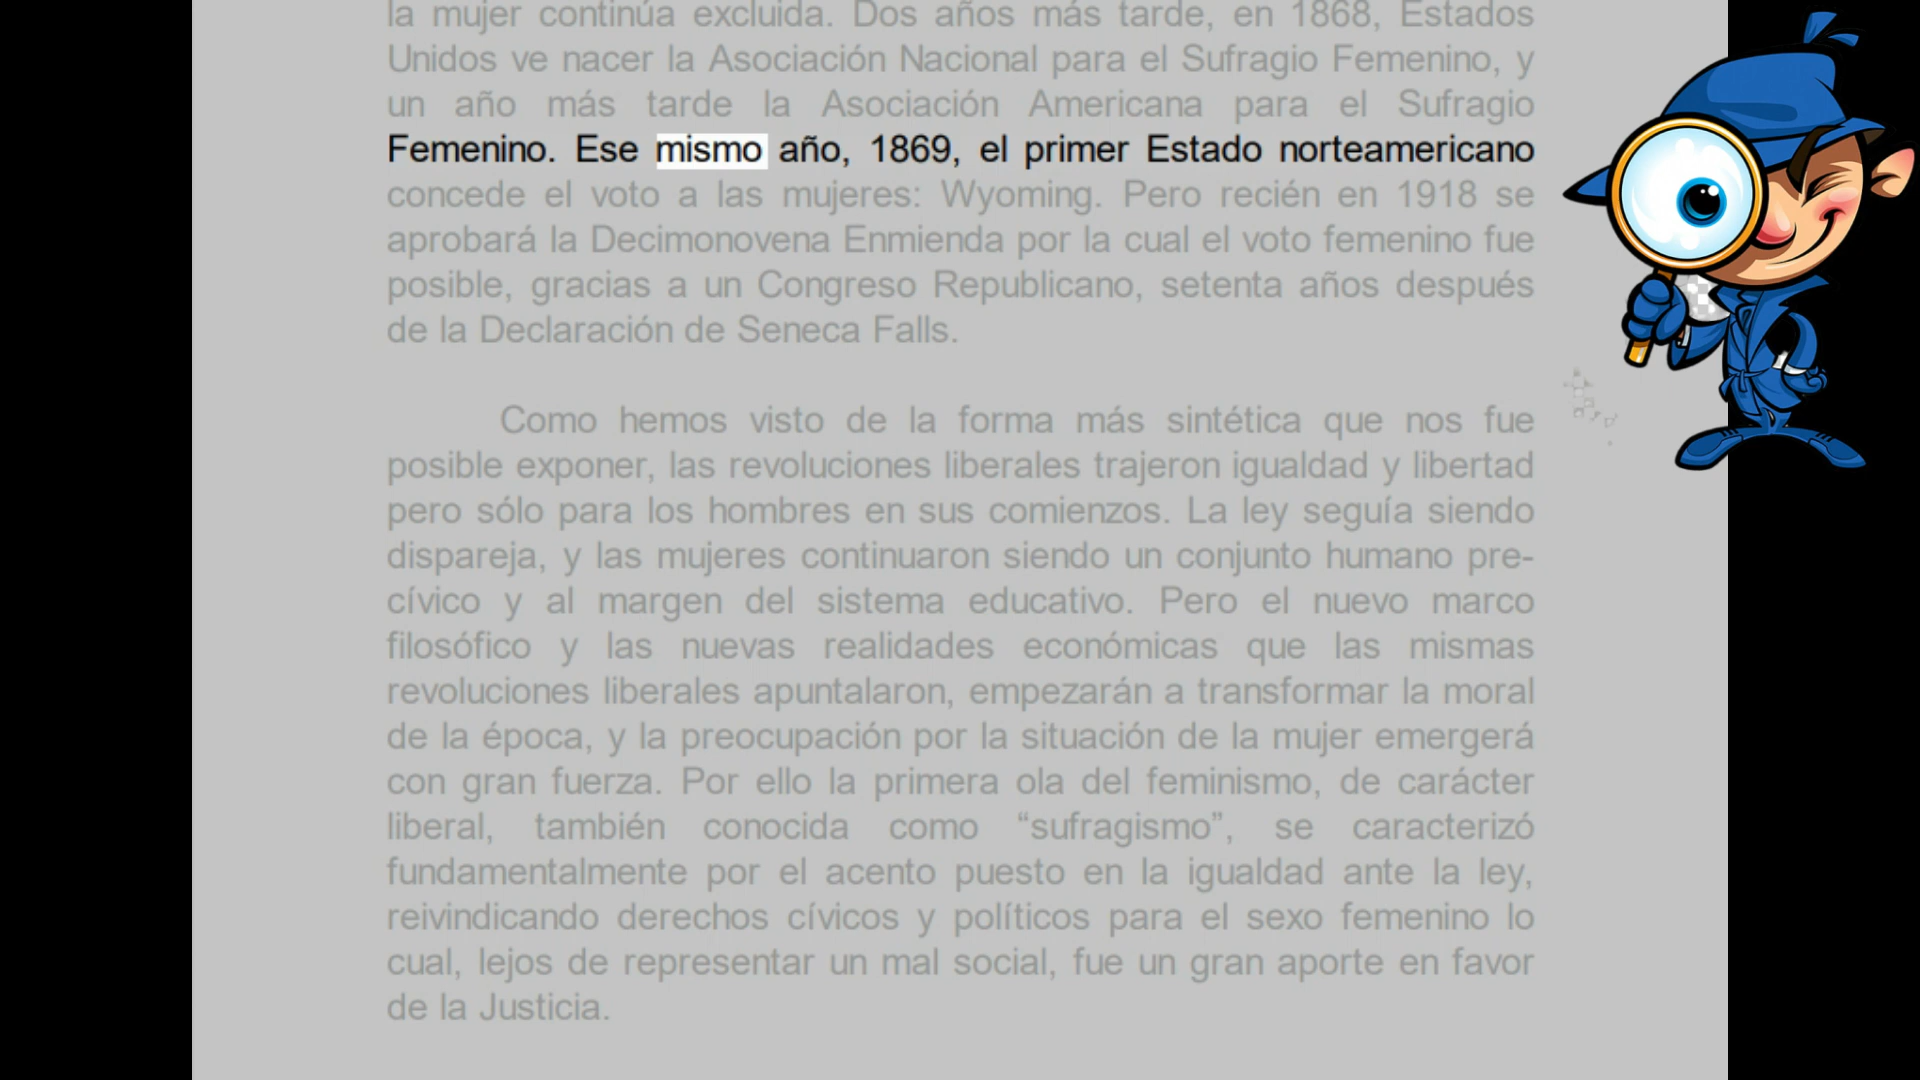 la mujer continúa excluida. Dos años más tarde, en 1868, Estados
Unidos ve nacer la Asociación Nacional para el Sufragio Femenino, y
un año más tarde la Asociación Americana para el Sufragio
Femenino. Ese mismo año, 1869, el primer Estado norteamericano
concede el voto a las mujeres: Wyoming. Pero recién en 1918 se
aprobará la Decimonovena Enmienda por la cual el voto femenino fue
posible, gracias a un Congreso Republicano, setenta años después
de la Declaración de Seneca Falls.
Como hemos visto de la forma más sintética que nos fue
posible exponer, las revoluciones liberales trajeron igualdad y libertad
pero sólo para los hombres en sus comienzos. La ley seguía siendo
dispareja, y las mujeres continuaron siendo un conjunto humano pre-
cívico y al margen del sistema educativo. Pero el nuevo marco
filosófico y las nuevas realidades económicas que las mismas
revoluciones liberales apuntalaron, empezarán a transformar la moral
de la época, y la preocupación por la situación de la mujer emergerá
con gran fuerza. Por ello la primera ola del feminismo, de carácter
liberal, también conocida como “sufragismo”, se caracterizó
fundamentalmente por el acento puesto en la igualdad ante la ley,
reivindicando derechos cívicos y políticos para el sexo femenino lo
cual, lejos de representar un mal social, fue un gran aporte en favor
de la Justicia.